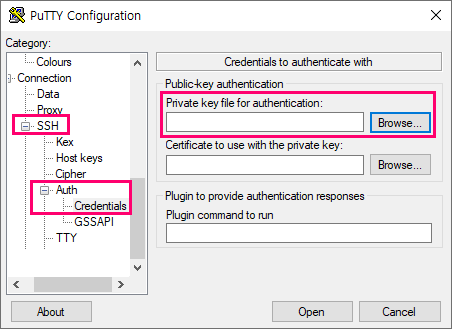 PuTTY Configuration
Category:
Colours
Connection
Data
Proxy
SSH
Kex
Host keys
Cipher
Auth
Credentials
GSSAPI
TTY
Credentials to authenticate with
Public-key authentication
Private key file for authentication:
Browse...
Certificate to use with the private key:
Browse...
Plugin to provide authentication responses
Plugin command to run
About
Open
Cancel